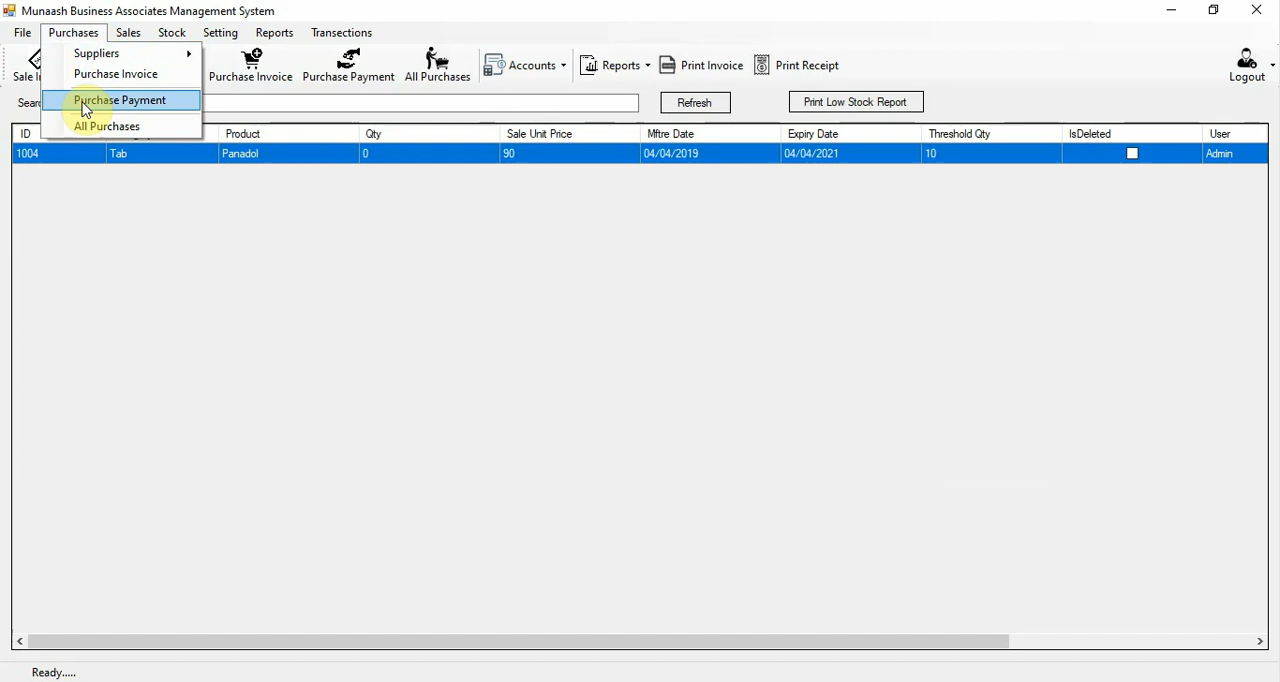 Munaash Business Associates Management System
File Purchases Sales Stock Setting Reports Transections
Suppliers
Purchase Invoice
Purchase Payment
All Purchases
Sale
Purchase Invoice Purchase Payment All Purchases Accounts Reports Print Invoice Print Receipt Logout
Refresh Print Low Stock Report
ID Product Qty Sale Unit Price Mftre Date Expiry Date Threshold Qty IsDeleted User
1004 Tab Panadol 0 90 04/04/2019 04/04/2021 10 Admin
Ready.....